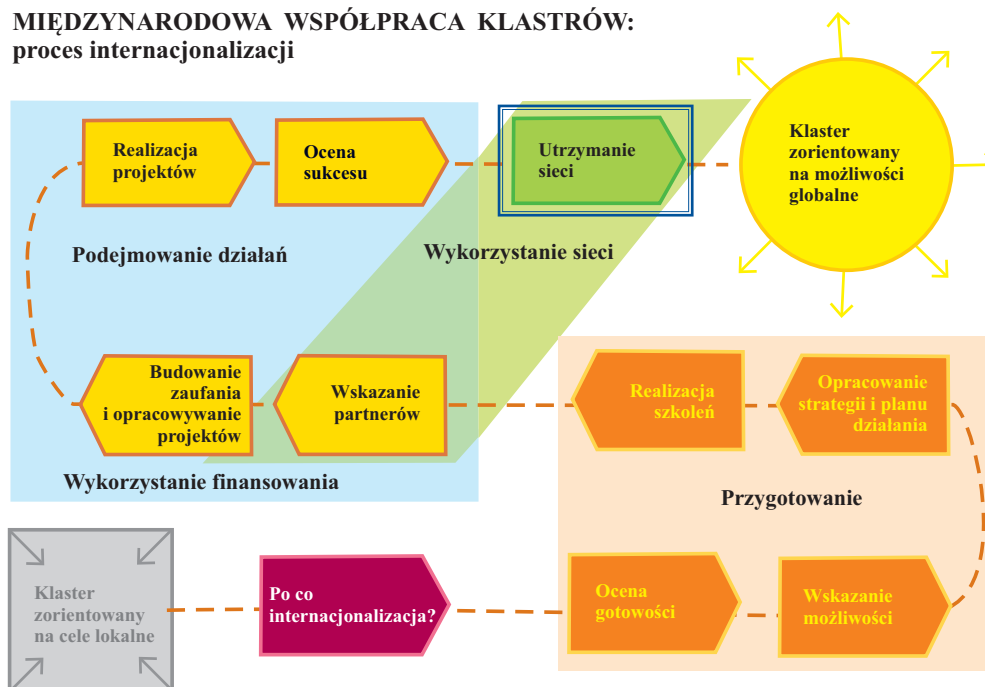 MIĘDZYNARODOWA WSPÓŁPRACA KLASTRÓW:
proces internacjonalizacji
Realizacja
projektów
Ocena
sukcesu
Utrzymanie
sieci
Klaster
zorientowany
na możliwości
globalne
Podejmowanie działań
Wykorzystanie sieci
Budowanie
zaufania
i opracowywanie
projektów
Wskazanie
partnerów
Realizacja
szkoleń
Opracowanie
strategii i planu
działania
Wykorzystanie finansowania
Przygotowanie
Klaster
zorientowany
na cele lokalne
Po co
internacjonalizacja?
Ocena
gotowości
Wskazanie
możliwości